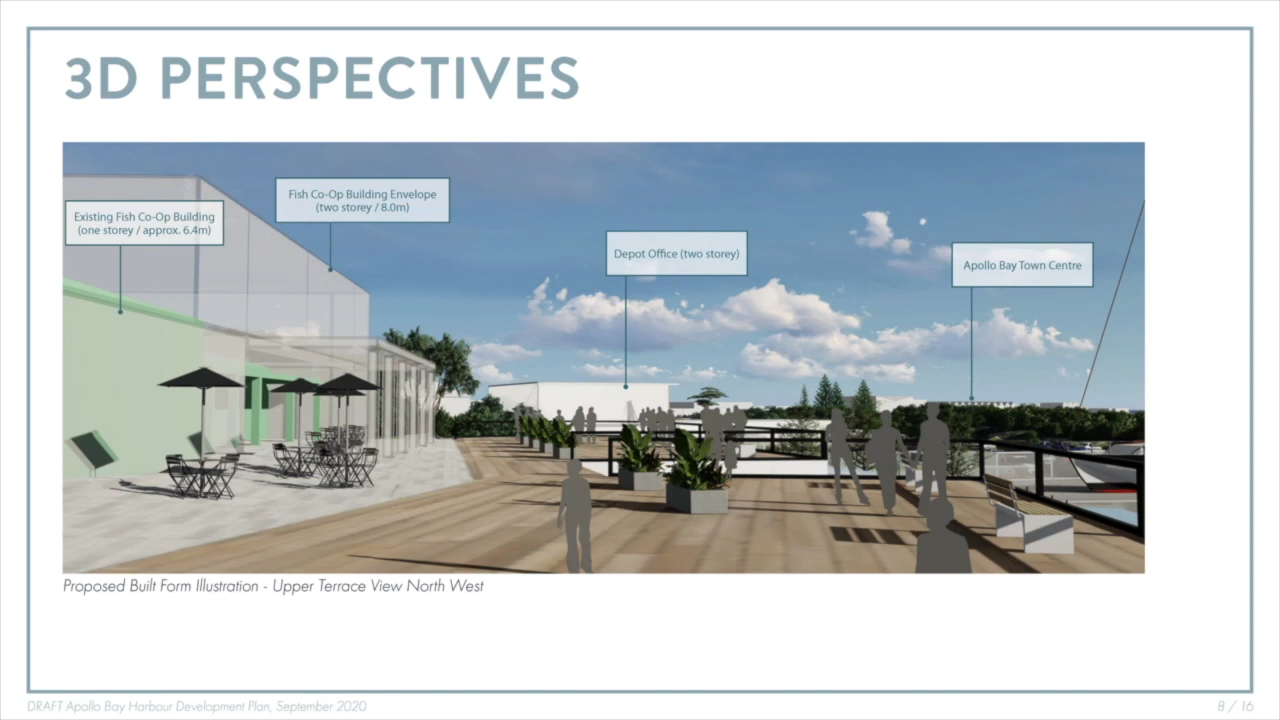 3D PERSPECTIVES
Existing Fish Co-Op Building
(one storey / approx. 6.4m)
Fish Co-Op Building Envelope
(two storey / 8.0m)
Depot Office (two storey)
Apollo Bay Town Centre
Proposed Built Form Illustration - Upper Terrace View North West
DRAFT Apollo Bay Harbour Development Plan, September 2020
8 / 16